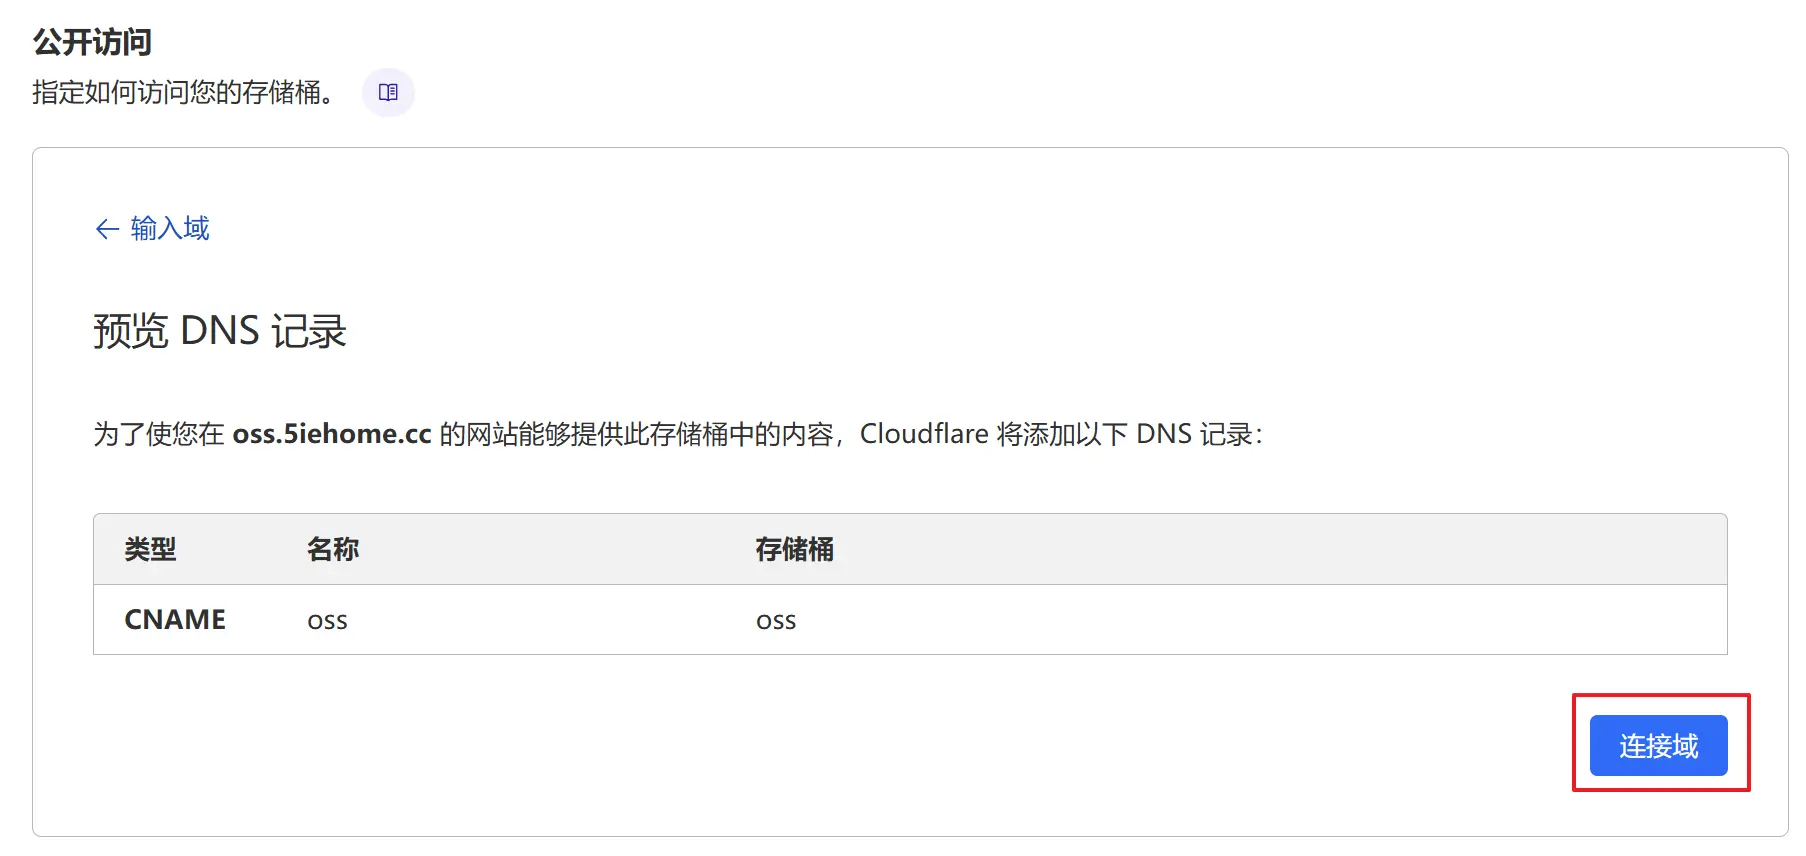 公开访问
指定如何访问您的存储桶。
← 输入域
预览 DNS 记录
为了使您在 oss.5iehome.cc 的网站能够提供此存储桶中的内容，Cloudflare 将添加以下 DNS 记录：
类型 名称 存储桶
CNAME oss oss
连接域